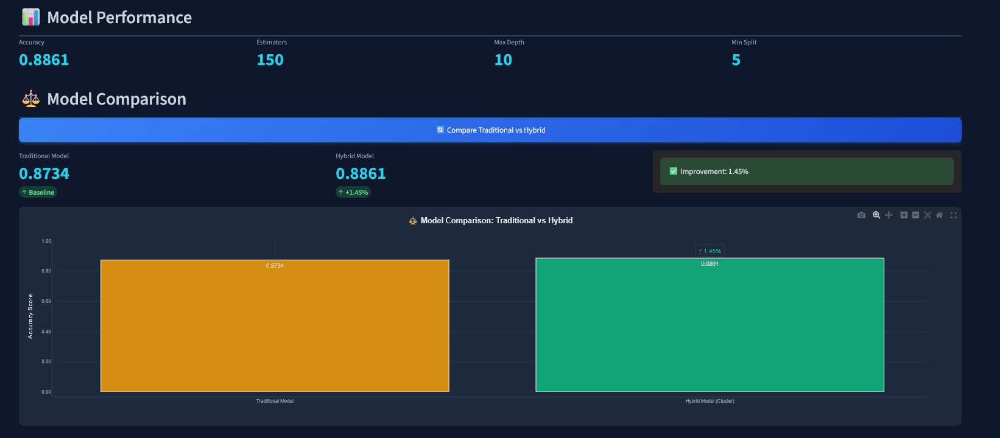 Model Performance
Accuracy
0.8861
Estimators
150
Max Depth
10
Min Split
5
Model Comparison
Compare Traditional vs Hybrid
Traditional Model
0.8734
↑ Baseline
Hybrid Model
0.8861
↑ +1.45%
Improvement: 1.45%
Model Comparison: Traditional vs Hybrid
1.00
0.80
0.60
0.40
0.20
0.00
Accuracy Score
0.8734
↑ 1.45%
0.8861
Traditional Model
Hybrid Model (Cluster)